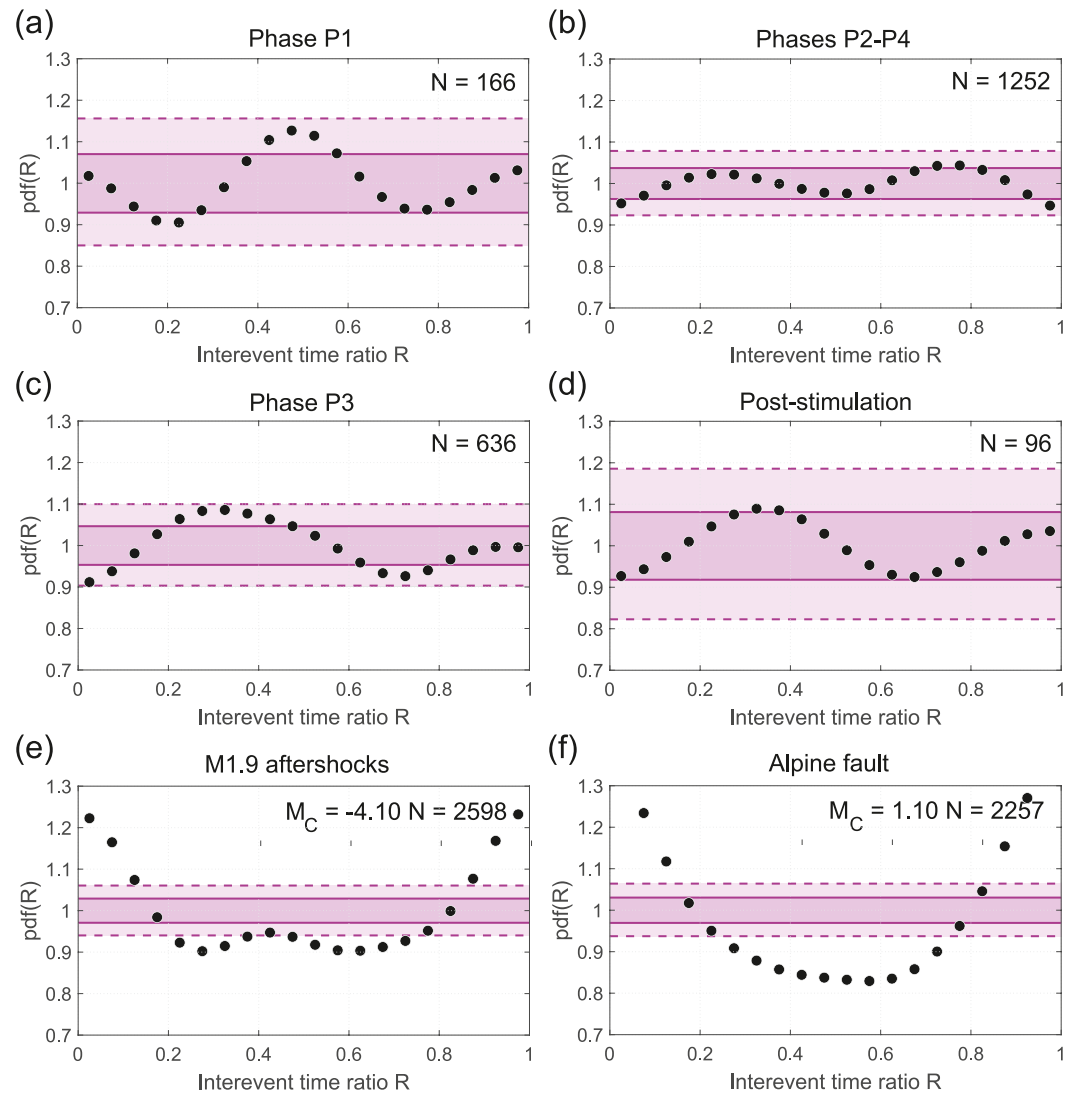 (a)
Phase P1
N = 166
1.3
1.2
1.1
1
0.9
0.8
0.7
pdf(R)
0 0.2 0.4 0.6 0.8 1
Interevent time ratio R
(b)
Phases P2-P4
N = 1252
1.3
1.2
1.1
1
0.9
0.8
0.7
pdf(R)
0 0.2 0.4 0.6 0.8 1
Interevent time ratio R
(c)
Phase P3
N = 636
1.3
1.2
1.1
1
0.9
0.8
0.7
pdf(R)
0 0.2 0.4 0.6 0.8 1
Interevent time ratio R
(d)
Post-stimulation
N = 96
1.3
1.2
1.1
1
0.9
0.8
0.7
pdf(R)
0 0.2 0.4 0.6 0.8 1
Interevent time ratio R
(e)
M1.9 aftershocks
M_C = -4.10 N = 2598
1.3
1.2
1.1
1
0.9
0.8
0.7
pdf(R)
0 0.2 0.4 0.6 0.8 1
Interevent time ratio R
(f)
Alpine fault
M_C = 1.10 N = 2257
1.3
1.2
1.1
1
0.9
0.8
0.7
pdf(R)
0 0.2 0.4 0.6 0.8 1
Interevent time ratio R